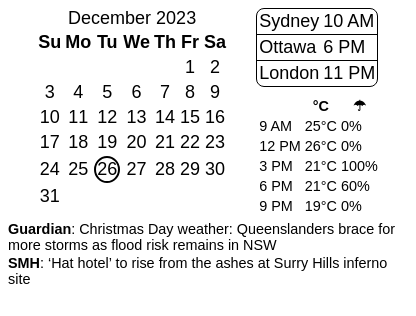 December 2023
Su Mo Tu We Th Fr Sa
1 2
3 4 5 6 7 8 9
10 11 12 13 14 15 16
17 18 19 20 21 22 23
24 25 26 27 28 29 30
31
Sydney 10 AM
Ottawa 6 PM
London 11 PM
°C ☂
9 AM 25°C 0%
12 PM 26°C 0%
3 PM 21°C 100%
6 PM 21°C 60%
9 PM 19°C 0%
Guardian: Christmas Day weather: Queenslanders brace for
more storms as flood risk remains in NSW
SMH: ‘Hat hotel’ to rise from the ashes at Surry Hills inferno
site